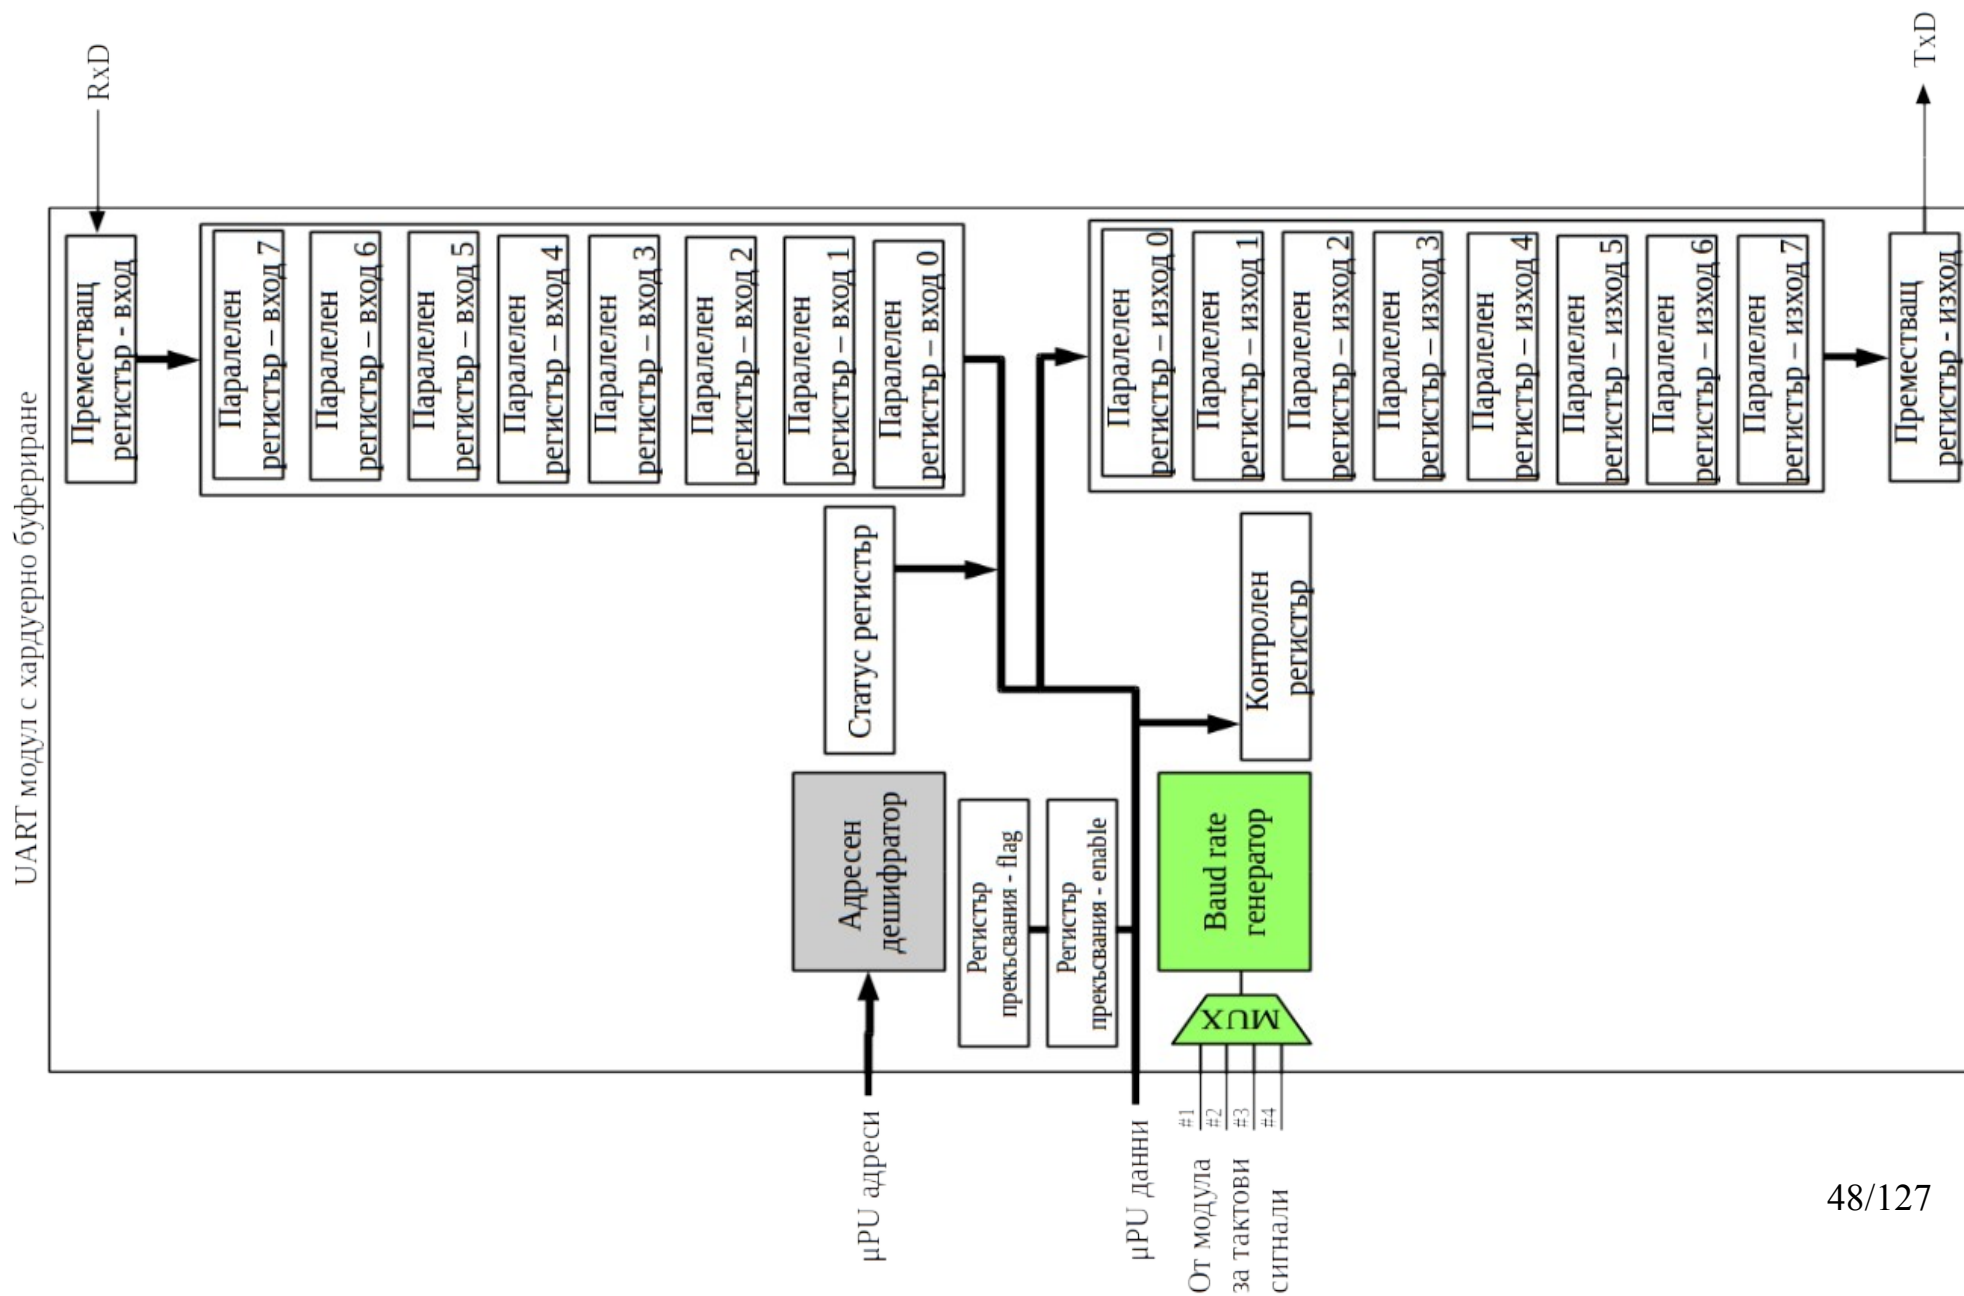 UART модул с хардуерно буфериране
RxD
Преместващ
регистър - вход
Паралелен
регистър – вход 7
Паралелен
регистър – вход 6
Паралелен
регистър – вход 5
Паралелен
регистър – вход 4
Паралелен
регистър – вход 3
Паралелен
регистър – вход 2
Паралелен
регистър – вход 1
Паралелен
регистър – вход 0
Статус регистър
Адресен
дешифратор
μPU адреси
Регистър
прекъсвания - flag
Регистър
прекъсвания - enable
μPU данни
Паралелен
регистър – изход 0
Паралелен
регистър – изход 1
Паралелен
регистър – изход 2
Паралелен
регистър – изход 3
Паралелен
регистър – изход 4
Паралелен
регистър – изход 5
Паралелен
регистър – изход 6
Паралелен
регистър – изход 7
Преместващ
регистър - изход
TxD
Контролен
регистър
Baud rate
генератор
MUX
#1
#2
#3
#4
От модула
за тактови
сигнали
48/127